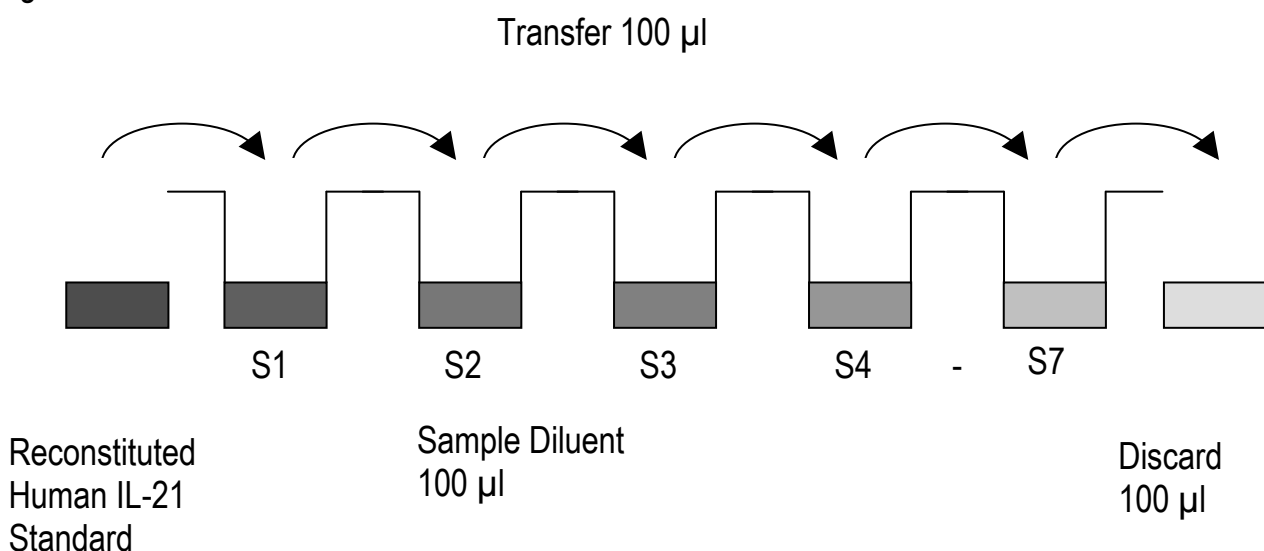 Transfer 100 µl
S1 S2 S3 S4 - S7
Reconstituted
Human IL-21
Standard
Sample Diluent
100 µl
Discard
100 µl